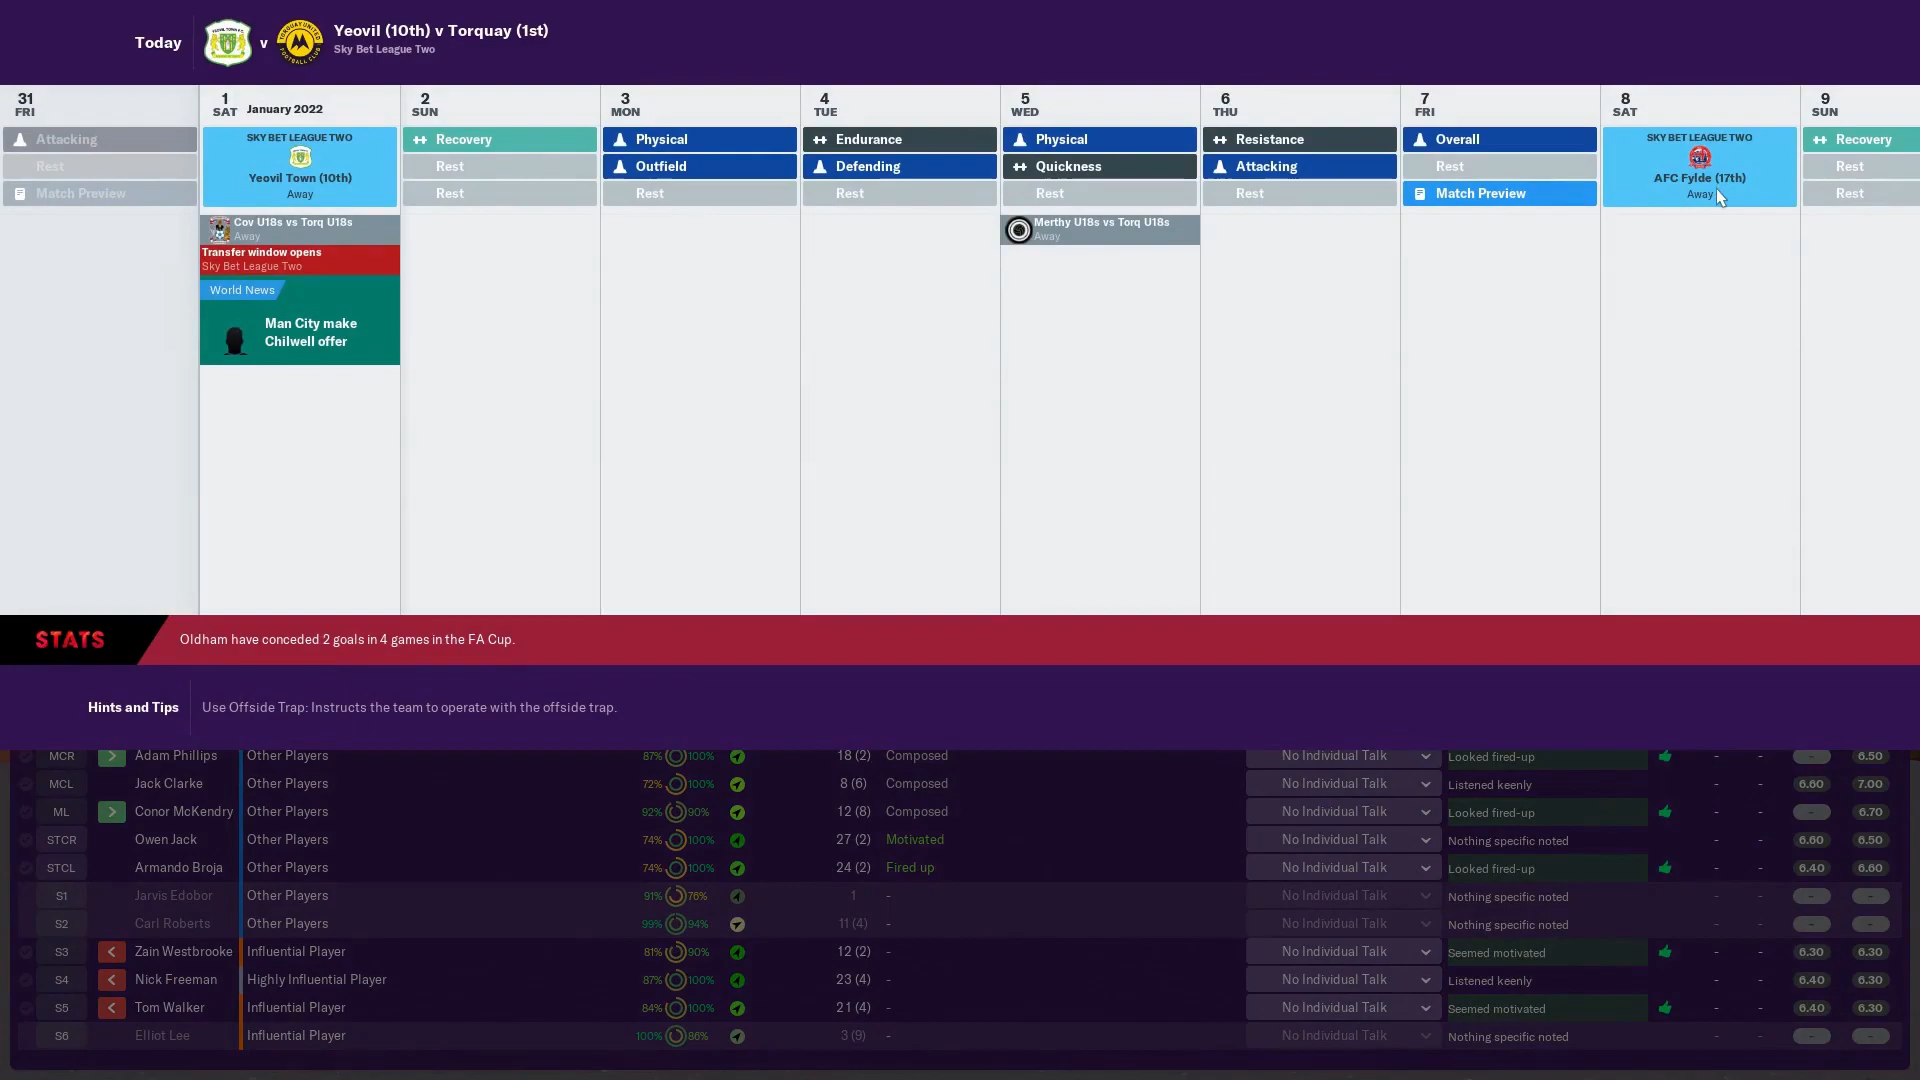 Today
v
Yeovil (10th) v Torquay (1st)
Sky Bet League Two
31
FRI
Attacking
Rest
Match Preview
1
SAT January 2022
SKY BET LEAGUE TWO
Yeovil Town (10th)
Away
Cov U18s vs Torq U18s
Away
Transfer window opens
Sky Bet League Two
World News
Man City make
Chilwell offer
2
SUN
Recovery
Rest
Rest
3
MON
Physical
Outfield
Rest
4
TUE
Endurance
Defending
Rest
5
WED
Physical
Quickness
Rest
Merthy U18s vs Torq U18s
Away
6
THU
Resistance
Attacking
Rest
7
FRI
Overall
Rest
Match Preview
8
SAT
SKY BET LEAGUE TWO
AFC Fylde (17th)
Away
9
SUN
Recovery
Rest
Rest
STATS Oldham have conceded 2 goals in 4 games in the FA Cup.
Hints and Tips Use Offside Trap: Instructs the team to operate with the offside trap.
MCR Adam Phillips Other Players 87% 100% 18 (2) Composed No Individual Talk Looked fired-up - - - 6.50
MCL Jack Clarke Other Players 72% 100% 8 (6) Composed No Individual Talk Listened keenly - - 6.60 7.00
ML Conor McKendry Other Players 92% 90% 12 (8) Composed No Individual Talk Looked fired-up - - - 6.70
STCR Owen Jack Other Players 74% 100% 27 (2) Motivated No Individual Talk Nothing specific noted - - 6.60 6.50
STCL Armando Broja Other Players 74% 100% 24 (2) Fired up No Individual Talk Looked fired-up - - 6.40 6.60
S1 Jarvis Edobor Other Players 91% 76% 1 - No Individual Talk Nothing specific noted - - - -
S2 Carl Roberts Other Players 99% 94% 11 (4) - No Individual Talk Nothing specific noted - - - -
S3 Zain Westbrooke Influential Player 81% 90% 12 (2) - No Individual Talk Seemed motivated - - 6.30 6.30
S4 Nick Freeman Highly Influential Player 87% 100% 23 (4) - No Individual Talk Listened keenly - - 6.40 6.30
S5 Tom Walker Influential Player 84% 100% 21 (4) - No Individual Talk Seemed motivated - - 6.40 6.30
S6 Elliot Lee Influential Player 100% 86% 3 (9) - No Individual Talk Nothing specific noted - - - -